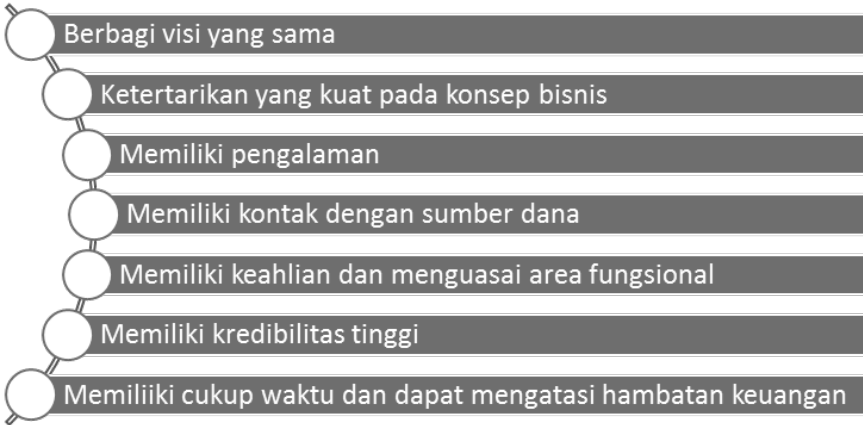 Berbagi visi yang sama
Ketertarikan yang kuat pada konsep bisnis
Memiliki pengalaman
Memiliki kontak dengan sumber dana
Memiliki keahlian dan menguasai area fungsional
Memiliki kredibilitas tinggi
Memiliiki cukup waktu dan dapat mengatasi hambatan keuangan